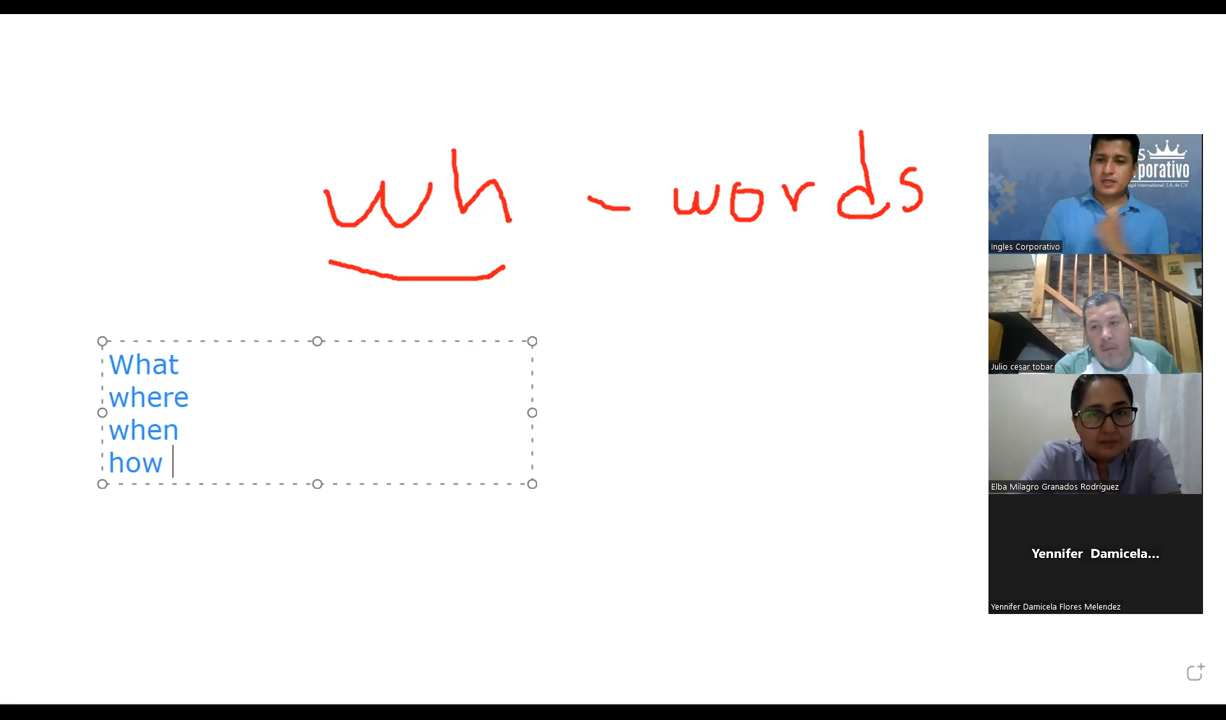 wh - words
What
where
when
how
Ingles Corporativo
Julio cesar tobar
Elba Milagro Granados Rodríguez
Yennifer Damicela...
Yennifer Damicela Flores Melendez